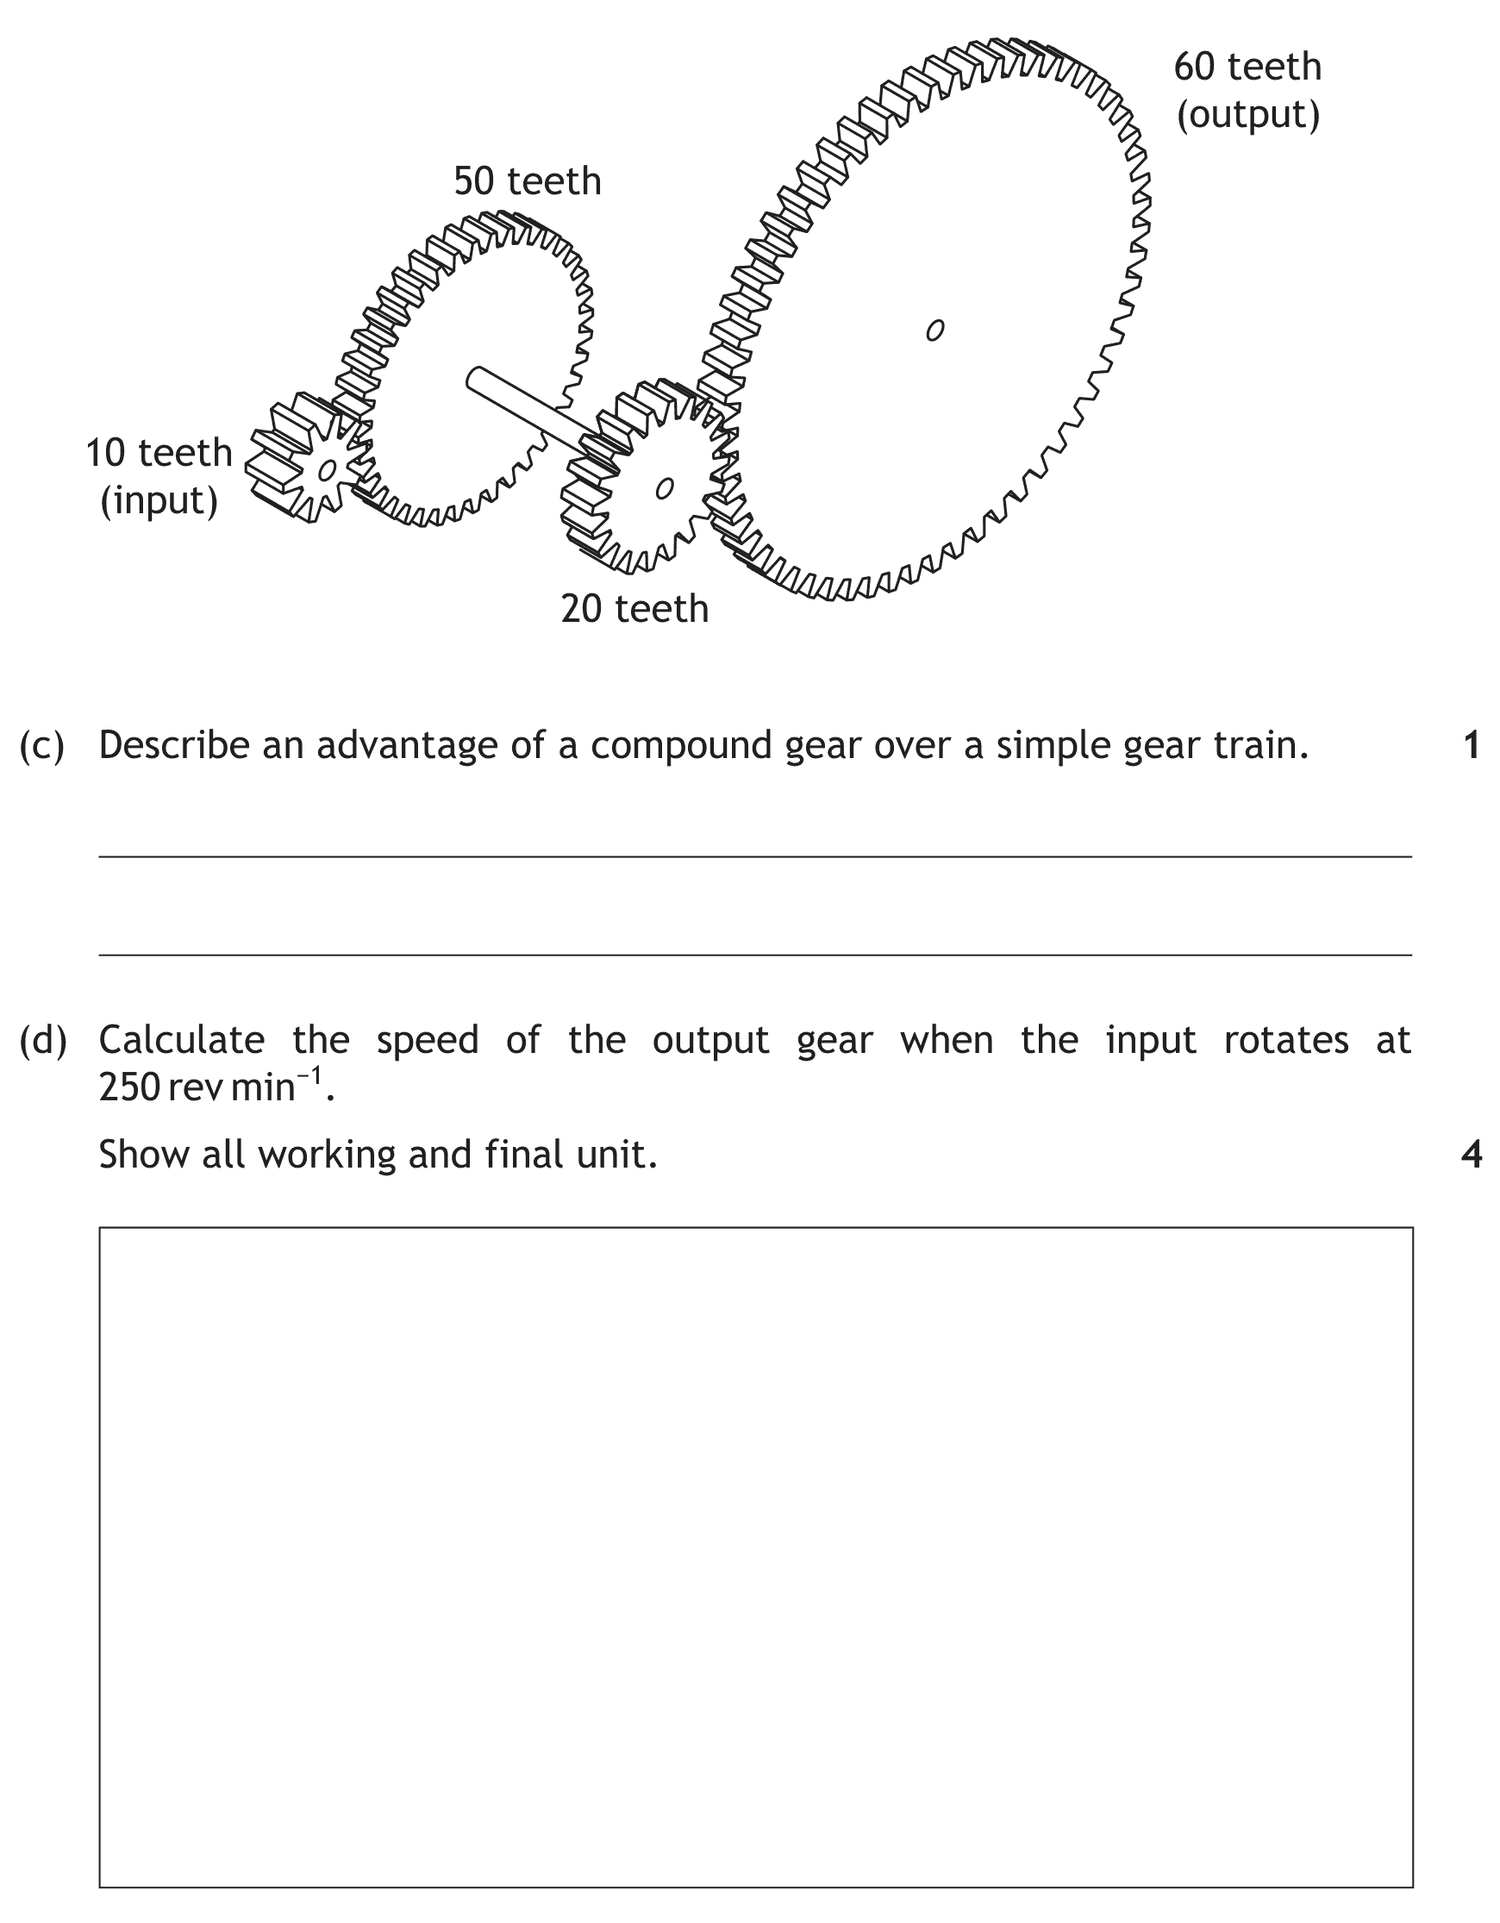 60 teeth
(output)
50 teeth
10 teeth
(input)
20 teeth
(c) Describe an advantage of a compound gear over a simple gear train. 1
(d) Calculate the speed of the output gear when the input rotates at
250 rev min⁻¹.
Show all working and final unit. 4